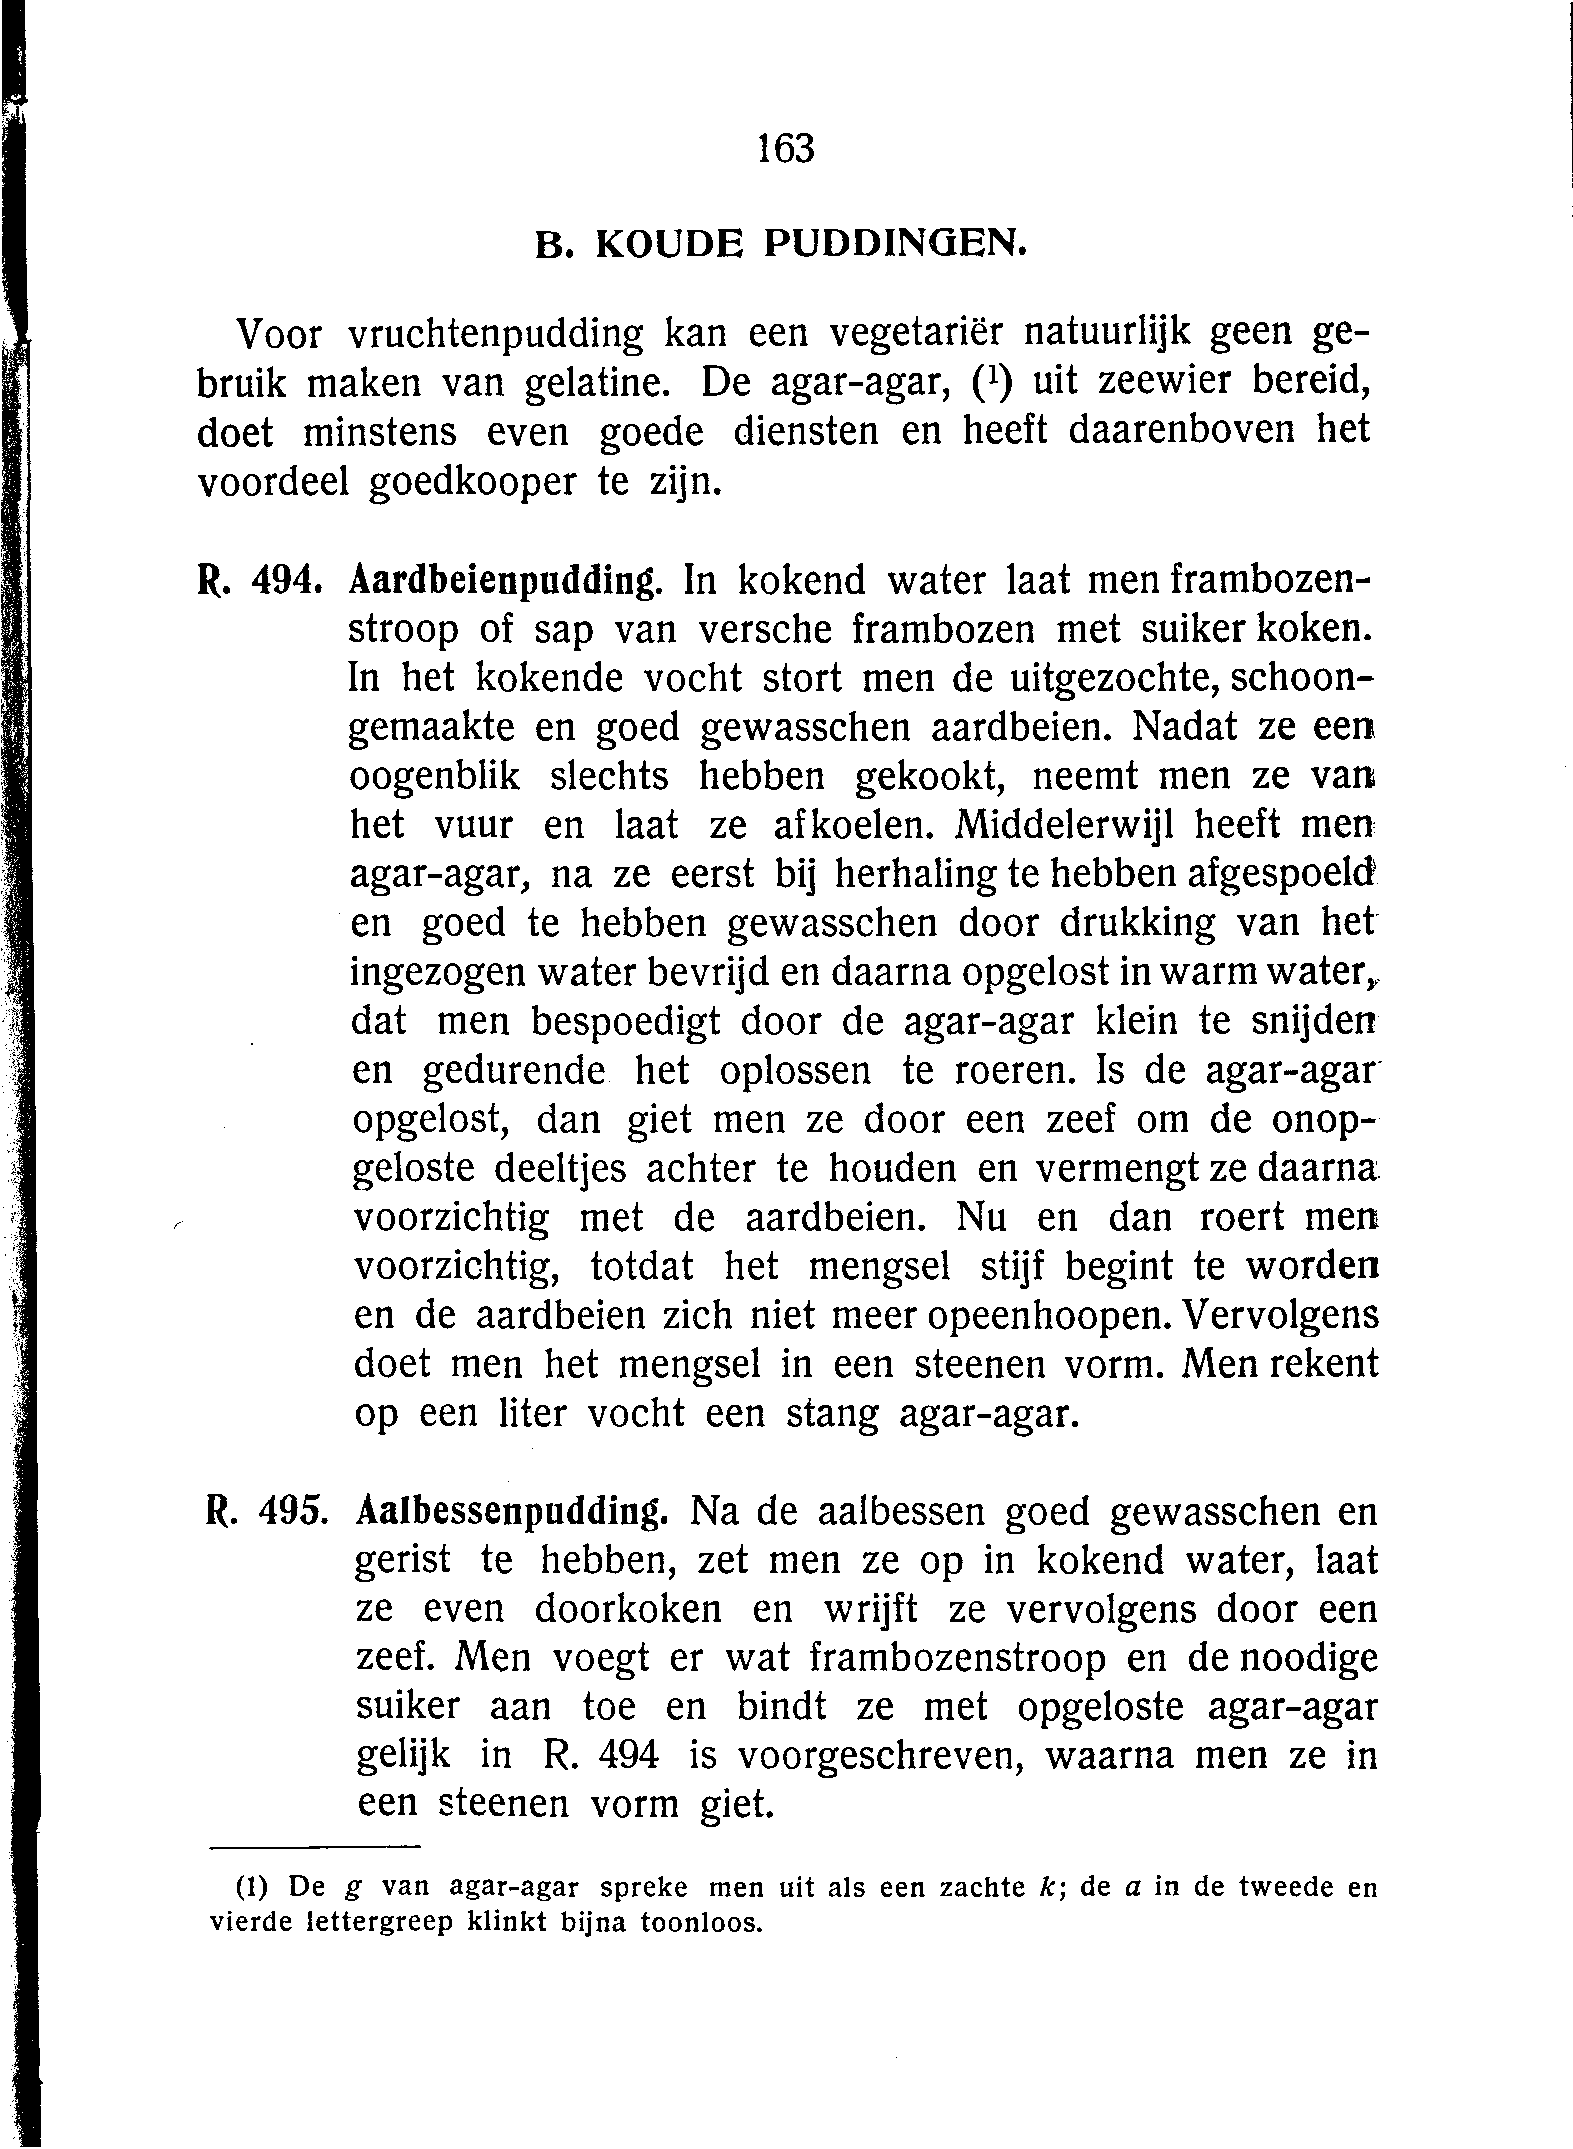 163
B. KOUDE PUDDINGEN.
Voor vruchtenpudding kan een vegetariër natuurlijk geen ge-
bruik maken van gelatine. De agar-agar, (¹) uit zeewier bereid,
doet minstens even goede diensten en heeft daarenboven het
voordeel goedkooper te zijn.
R. 494. Aardbeienpudding. In kokend water laat men frambozen-
stroop of sap van versche frambozen met suiker koken.
In het kokende vocht stort men de uitgezochte, schoon-
gemaakte en goed gewasschen aardbeien. Nadat ze een
oogenblik slechts hebben gekookt, neemt men ze van
het vuur en laat ze afkoelen. Middelerwijl heeft men
agar-agar, na ze eerst bij herhaling te hebben afgespoeld
en goed te hebben gewasschen door drukking van het
ingezogen water bevrijd en daarna opgelost in warm water,
dat men bespoedigt door de agar-agar klein te snijden
en gedurende het oplossen te roeren. Is de agar-agar
opgelost, dan giet men ze door een zeef om de onop-
geloste deeltjes achter te houden en vermengt ze daarna
voorzichtig met de aardbeien. Nu en dan roert men
voorzichtig, totdat het mengsel stijf begint te worden
en de aardbeien zich niet meer opeenhoopen. Vervolgens
doet men het mengsel in een steenen vorm. Men rekent
op een liter vocht een stang agar-agar.
R. 495. Aalbessenpudding. Na de aalbessen goed gewasschen en
gerist te hebben, zet men ze op in kokend water, laat
ze even doorkoken en wrijft ze vervolgens door een
zeef. Men voegt er wat frambozenstroop en de noodige
suiker aan toe en bindt ze met opgeloste agar-agar
gelijk in R. 494 is voorgeschreven, waarna men ze in
een steenen vorm giet.
(1) De g van agar-agar spreke men uit als een zachte k; de a in de tweede en
vierde lettergreep klinkt bijna toonloos.